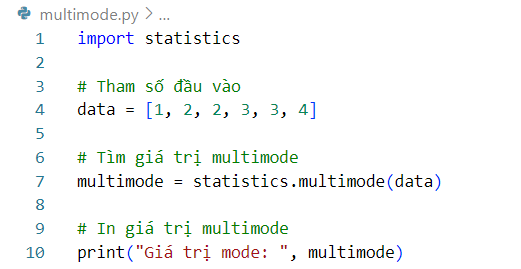 multimode.py > ...
1 import statistics
2
3 # Tham số đầu vào
4 data = [1, 2, 2, 3, 3, 4]
5
6 # Tìm giá trị multimode
7 multimode = statistics.multimode(data)
8
9 # In giá trị multimode
10 print("Giá trị mode: ", multimode)